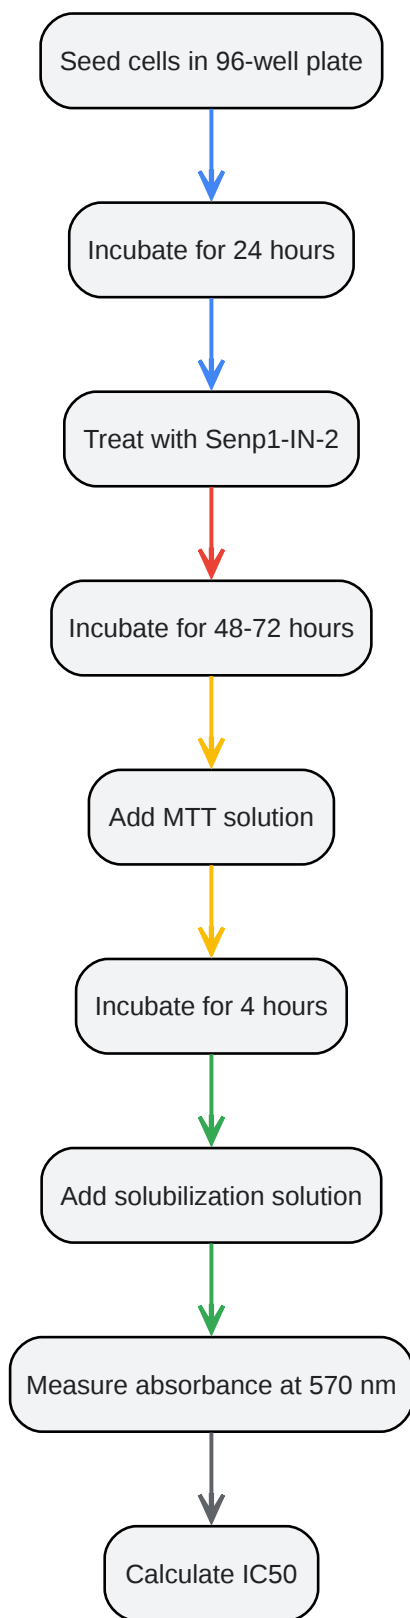 Seed cells in 96-well plate
Incubate for 24 hours
Treat with Senp1-IN-2
Incubate for 48-72 hours
Add MTT solution
Incubate for 4 hours
Add solubilization solution
Measure absorbance at 570 nm
Calculate IC50